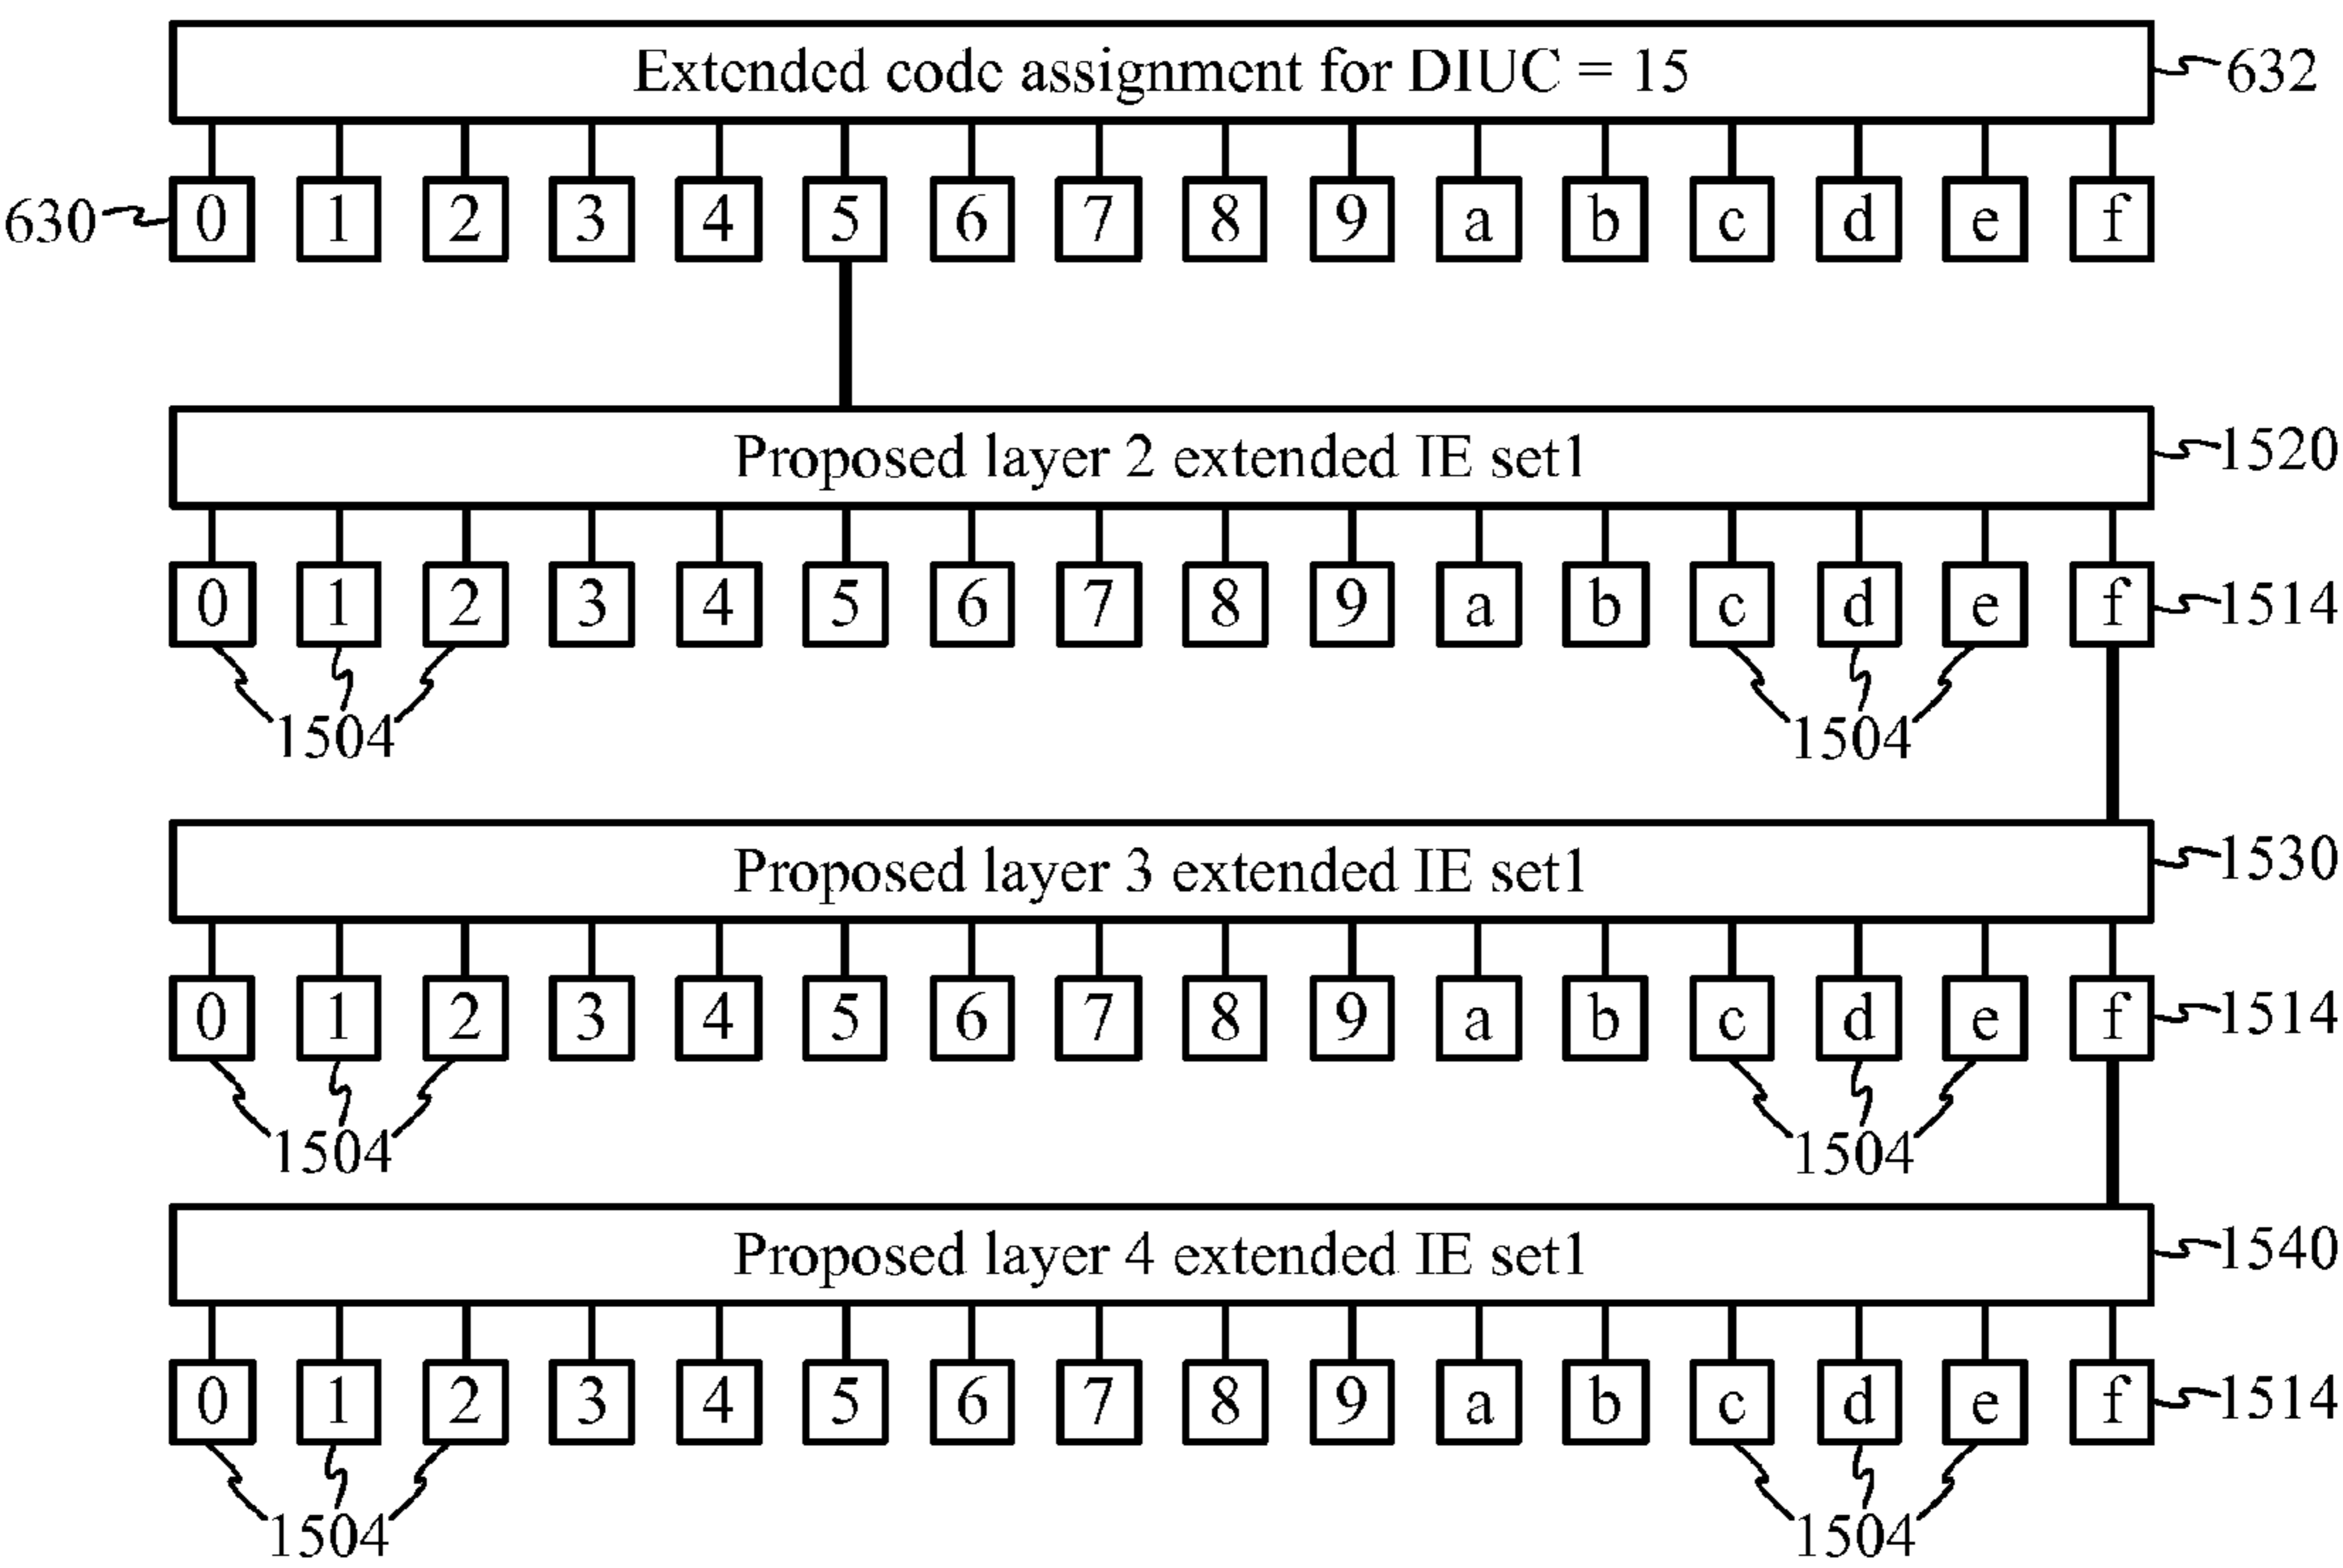 Extended code assignment for DIUC = 15 632
630 0 1 2 3 4 5 6 7 8 9 a b c d e f
Proposed layer 2 extended IE set1 1520
0 1 2 3 4 5 6 7 8 9 a b c d e f 1514
1504 1504
Proposed layer 3 extended IE set1 1530
0 1 2 3 4 5 6 7 8 9 a b c d e f 1514
1504 1504
Proposed layer 4 extended IE set1 1540
0 1 2 3 4 5 6 7 8 9 a b c d e f 1514
1504 1504